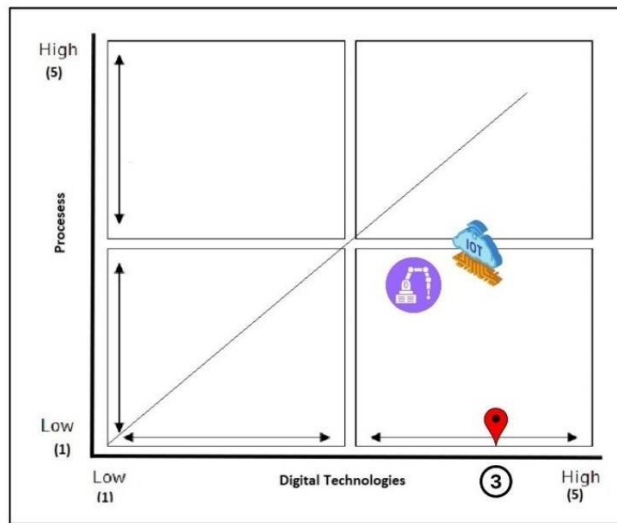 High
(5)
Procesess
IOT
Low
(1)
Low
(1)
Digital Technologies
3
High
(5)